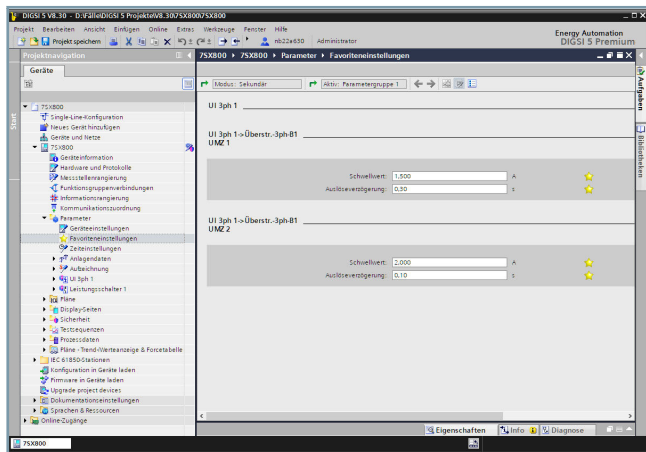 DIGSI 5 V8.30 - D:\Fälle\DIGSI 5 Projekte\V8.30\7SX800\7SX800
Projekt Bearbeiten Ansicht Einfügen Online Extras Werkzeuge Fenster Hilfe
Energy Automation
DIGSI 5 Premium
Projekt speichern
nb22a630 Administrator
Projektnavigation
7SX800 ▸ 7SX800 ▸ Parameter ▸ Favoriteneinstellungen
Geräte
Modus: Sekundär
Aktiv: Parametergruppe 1
Start
7SX800
Single-Line-Konfiguration
Neues Gerät hinzufügen
Geräte und Netze
7SX800
Geräteinformation
Hardware und Protokolle
Messstellenrangierung
Funktionsgruppenverbindungen
Informationsrangierung
Kommunikationszuordnung
Parameter
Geräteeinstellungen
Favoriteneinstellungen
Zeiteinstellungen
Anlagendaten
Aufzeichnung
UI 3ph 1
Leistungsschalter 1
Pläne
Display-Seiten
Sicherheit
Testsequenzen
Prozessdaten
Pläne - Trend-/Werteanzeige & Forcetabelle
IEC 61850-Stationen
Konfiguration in Geräte laden
Firmware in Geräte laden
Upgrade project devices
Dokumentationseinstellungen
Sprachen & Ressourcen
Online-Zugänge
UI 3ph 1
UI 3ph 1->Überstr.-3ph-B1
UMZ 1
Schwellwert: 1,500 A
Auslöseverzögerung: 0,30 s
UI 3ph 1->Überstr.-3ph-B1
UMZ 2
Schwellwert: 2,000 A
Auslöseverzögerung: 0,10 s
Aufgaben
Bibliotheken
Eigenschaften Info Diagnose
7SX800